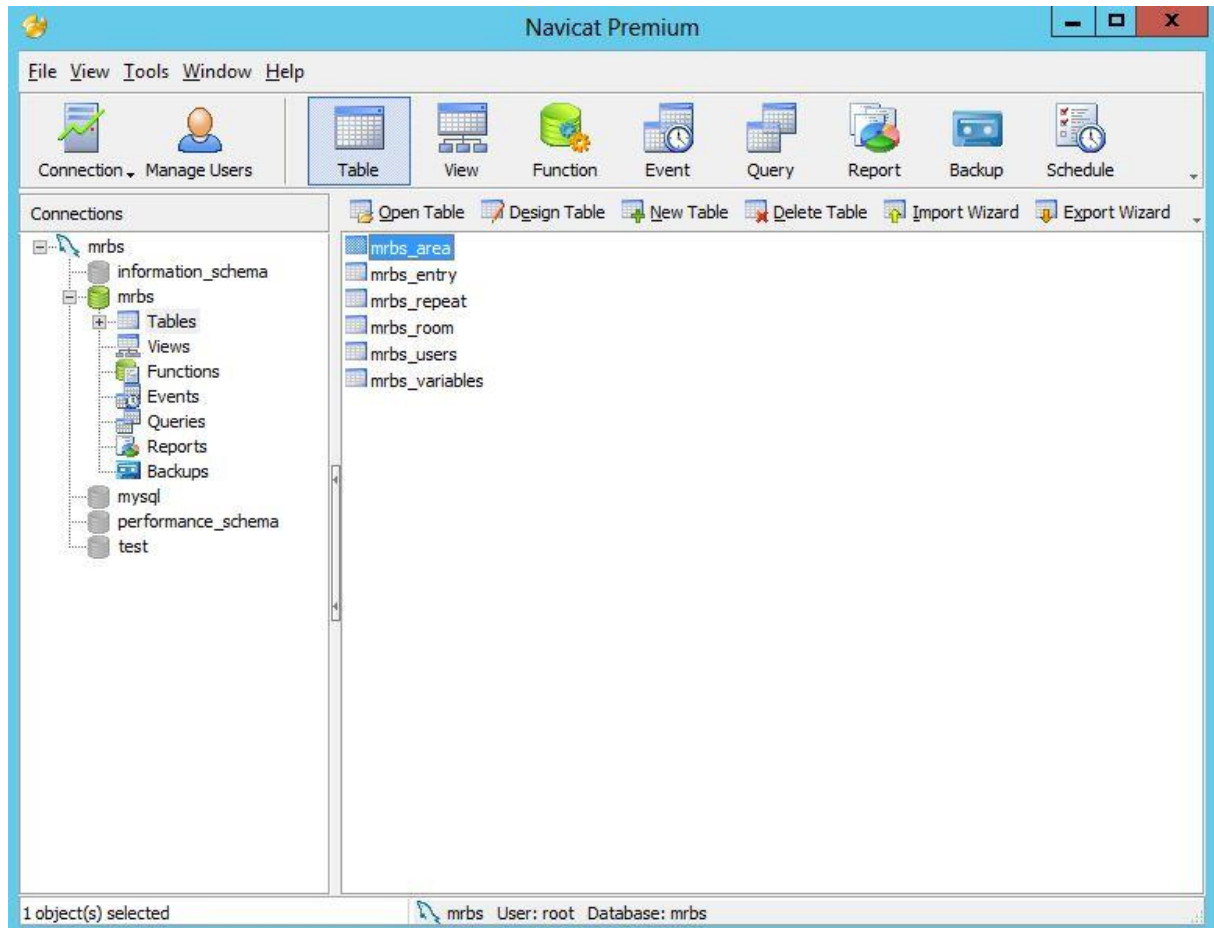 Navicat Premium
File View Tools Window Help
Connection Manage Users Table View Function Event Query Report Backup Schedule
Connections
Open Table Design Table New Table Delete Table Import Wizard Export Wizard
mrbs
information_schema
mrbs
Tables
Views
Functions
Events
Queries
Reports
Backups
mysql
performance_schema
test
mrbs_area
mrbs_entry
mrbs_repeat
mrbs_room
mrbs_users
mrbs_variables
1 object(s) selected
mrbs User: root Database: mrbs